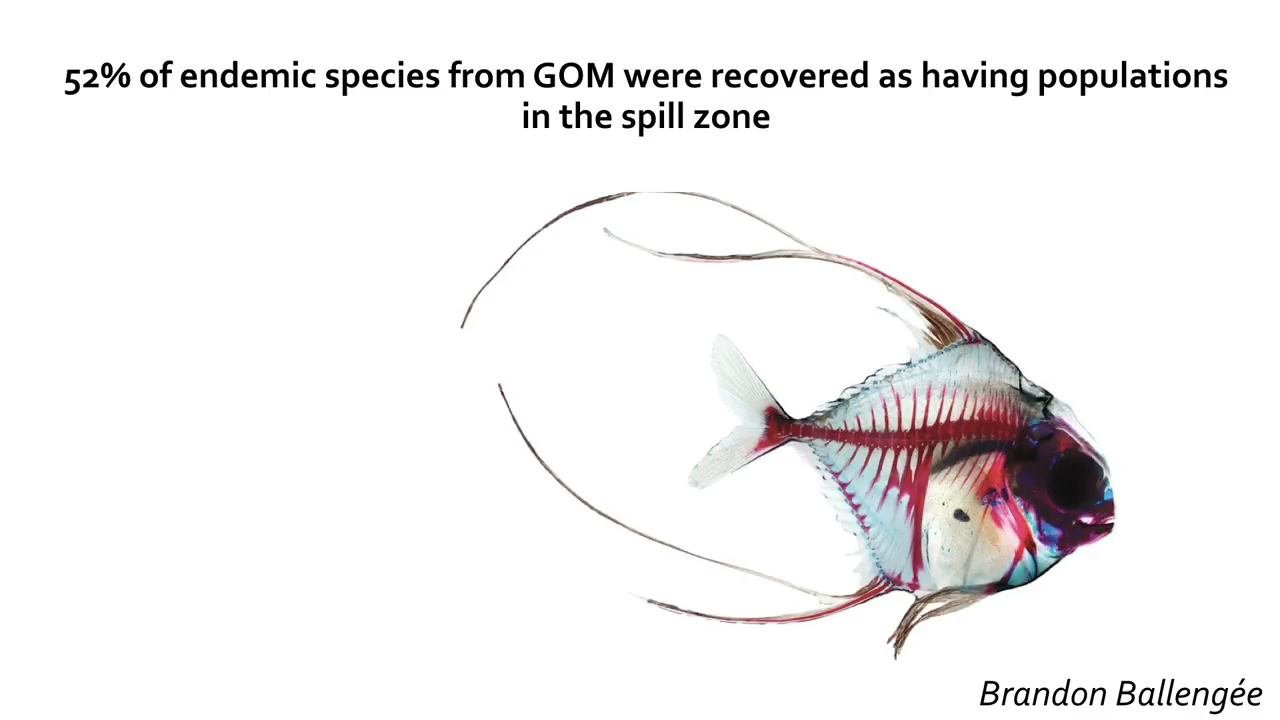 52% of endemic species from GOM were recovered as having populations
in the spill zone
Brandon Ballengée